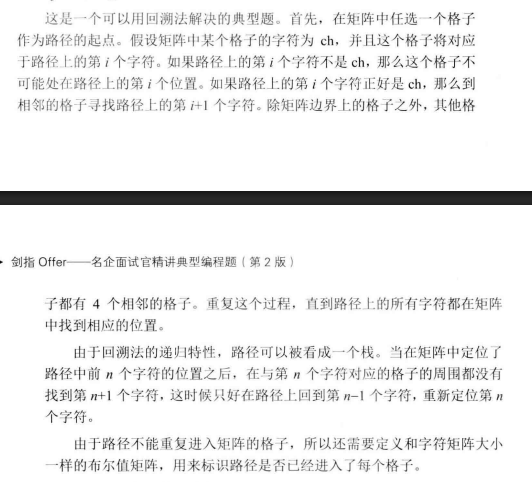 这是一个可以用回溯法解决的典型题。首先，在矩阵中任选一个格子
作为路径的起点。假设矩阵中某个格子的字符为 ch，并且这个格子将对应
于路径上的第 i 个字符。如果路径上的第 i 个字符不是 ch，那么这个格子不
可能处在路径上的第 i 个位置。如果路径上的第 i 个字符正好是 ch，那么到
相邻的格子寻找路径上的第 i+1 个字符。除矩阵边界上的格子之外，其他格
剑指 Offer——名企面试官精讲典型编程题（第 2 版）
子都有 4 个相邻的格子。重复这个过程，直到路径上的所有字符都在矩阵
中找到相应的位置。
由于回溯法的递归特性，路径可以被看成一个栈。当在矩阵中定位了
路径中前 n 个字符的位置之后，在与第 n 个字符对应的格子的周围都没有
找到第 n+1 个字符，这时候只好在路径上回到第 n−1 个字符，重新定位第 n
个字符。
由于路径不能重复进入矩阵的格子，所以还需要定义和字符矩阵大小
一样的布尔值矩阵，用来标识路径是否已经进入了每个格子。